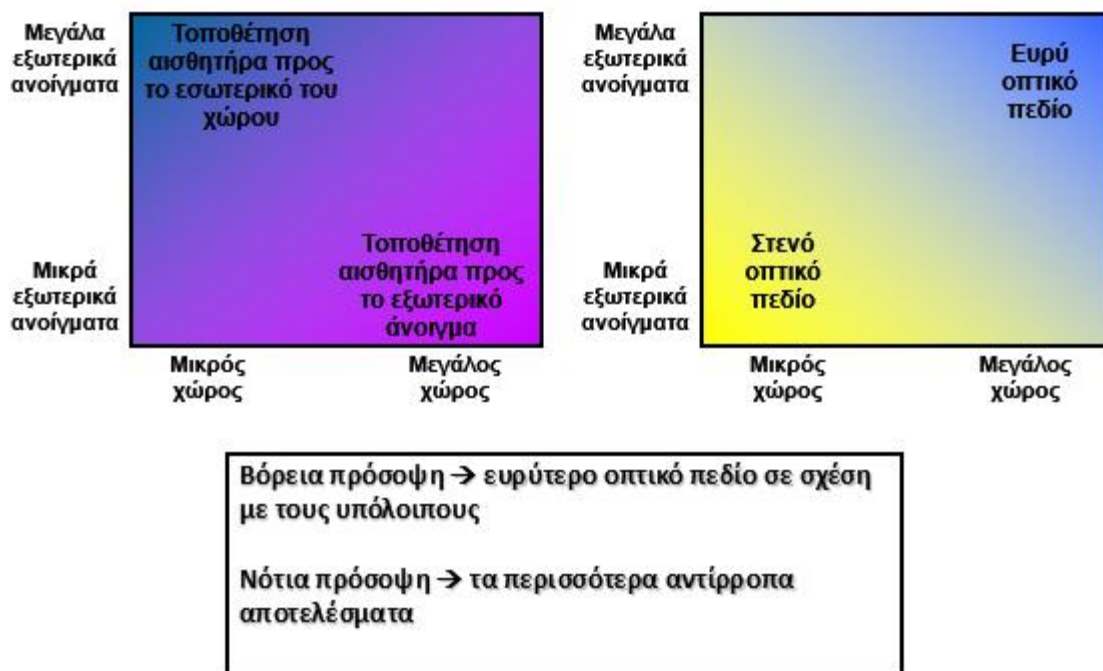 Μεγάλα
εξωτερικά
ανοίγματα
Τοποθέτηση
αισθητήρα προς
το εσωτερικό του
χώρου
Τοποθέτηση
αισθητήρα προς
το εξωτερικό
άνοιγμα
Μικρά
εξωτερικά
ανοίγματα
Μικρός
χώρος
Μεγάλος
χώρος
Μεγάλα
εξωτερικά
ανοίγματα
Ευρύ
οπτικό
πεδίο
Στενό
οπτικό
πεδίο
Μικρά
εξωτερικά
ανοίγματα
Μικρός
χώρος
Μεγάλος
χώρος
Βόρεια πρόσοψη → ευρύτερο οπτικό πεδίο σε σχέση
με τους υπόλοιπους
Νότια πρόσοψη → τα περισσότερα αντίρροπα
αποτελέσματα